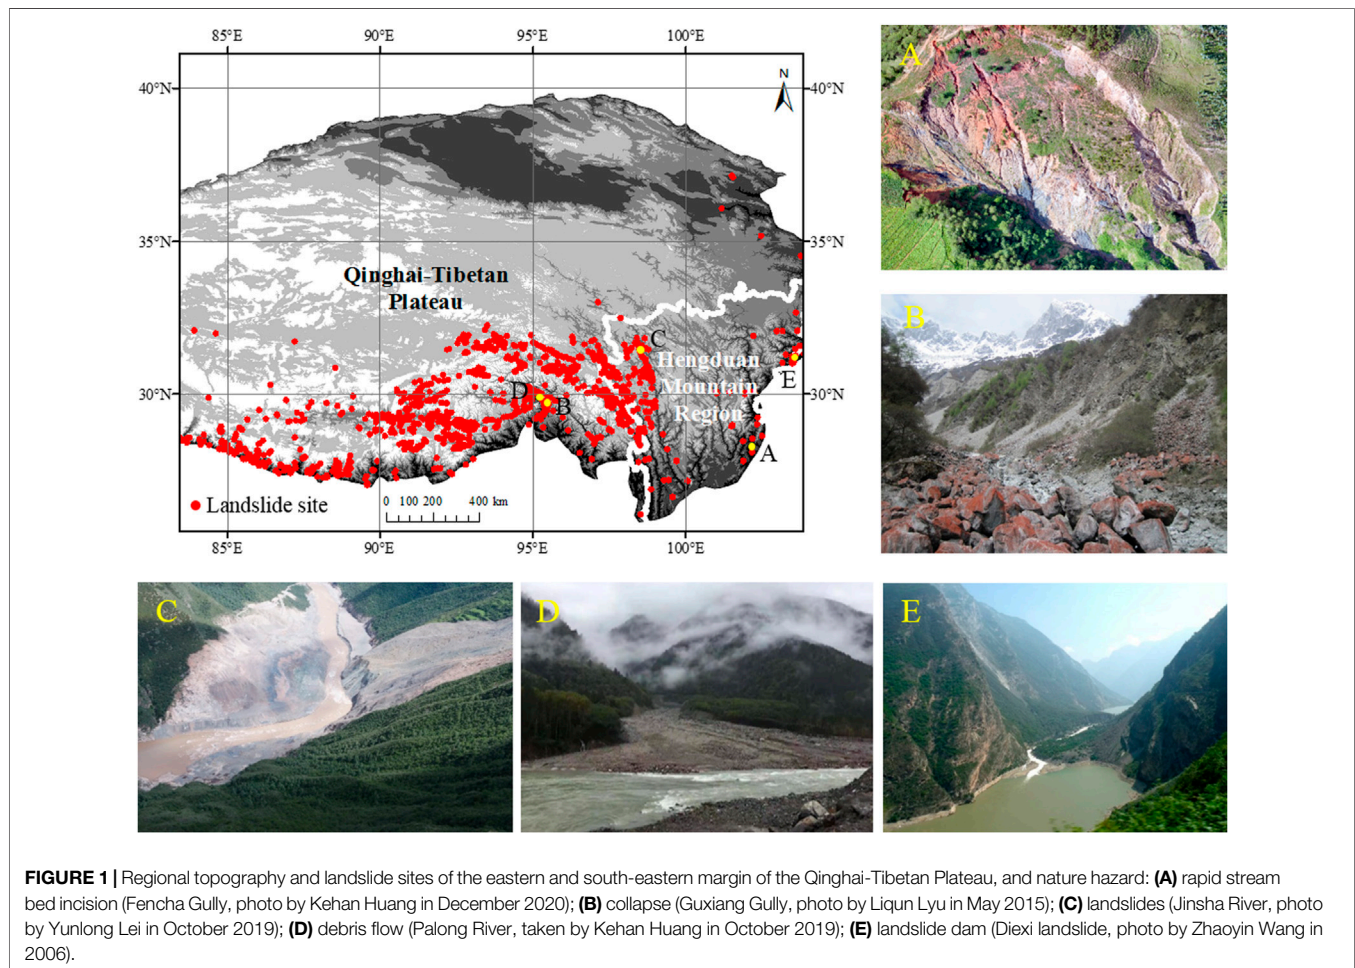 85°E 90°E 95°E 100°E
A
N
40°N 40°N
35°N 35°N
Qinghai-Tibetan
Plateau
B
C
Hengduan
Mountain
Region
E
D
B
30°N 30°N
A
Landslide site
0 100 200 400 km
85°E 90°E 95°E 100°E
C D E
FIGURE 1 | Regional topography and landslide sites of the eastern and south-eastern margin of the Qinghai-Tibetan Plateau, and nature hazard: (A) rapid stream
bed incision (Fencha Gully, photo by Kehan Huang in December 2020); (B) collapse (Guxiang Gully, photo by Liqun Lyu in May 2015); (C) landslides (Jinsha River, photo
by Yunlong Lei in October 2019); (D) debris flow (Palong River, taken by Kehan Huang in October 2019); (E) landslide dam (Diexi landslide, photo by Zhaoyin Wang in
2006).